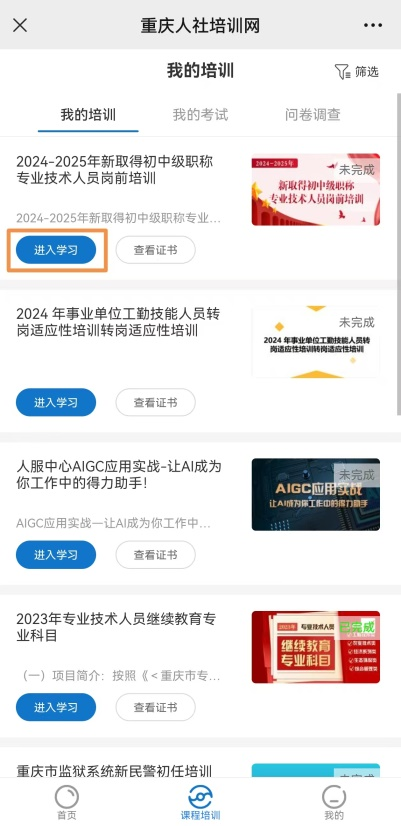 重庆人社培训网
我的培训
筛选
我的培训
我的考试
问卷调查
2024-2025年新取得初中级职称
专业技术人员岗前培训
2024-2025年新取得初中级职称专业...
进入学习
查看证书
2024-2025年
未完成
新取得初中级职称
专业技术人员岗前培训
2024 年事业单位工勤技能人员转
岗适应性培训转岗适应性培训
进入学习
查看证书
未完成
2024 年事业单位工勤技能人员转
岗适应性培训转岗适应性培训
人服中心AIGC应用实战-让AI成为
你工作中的得力助手!
AIGC应用实战—让AI成为你工作中...
进入学习
查看证书
未完成
AIGC应用实战
让AI成为你工作中的得力助手
2023年专业技术人员继续教育专
业科目
（一）项目简介：按照《＜重庆市专...
进入学习
查看证书
2023年
专业技术人员
已完成
继续教育
专业科目
重庆市监狱系统新民警初任培训
首页
课程培训
我的